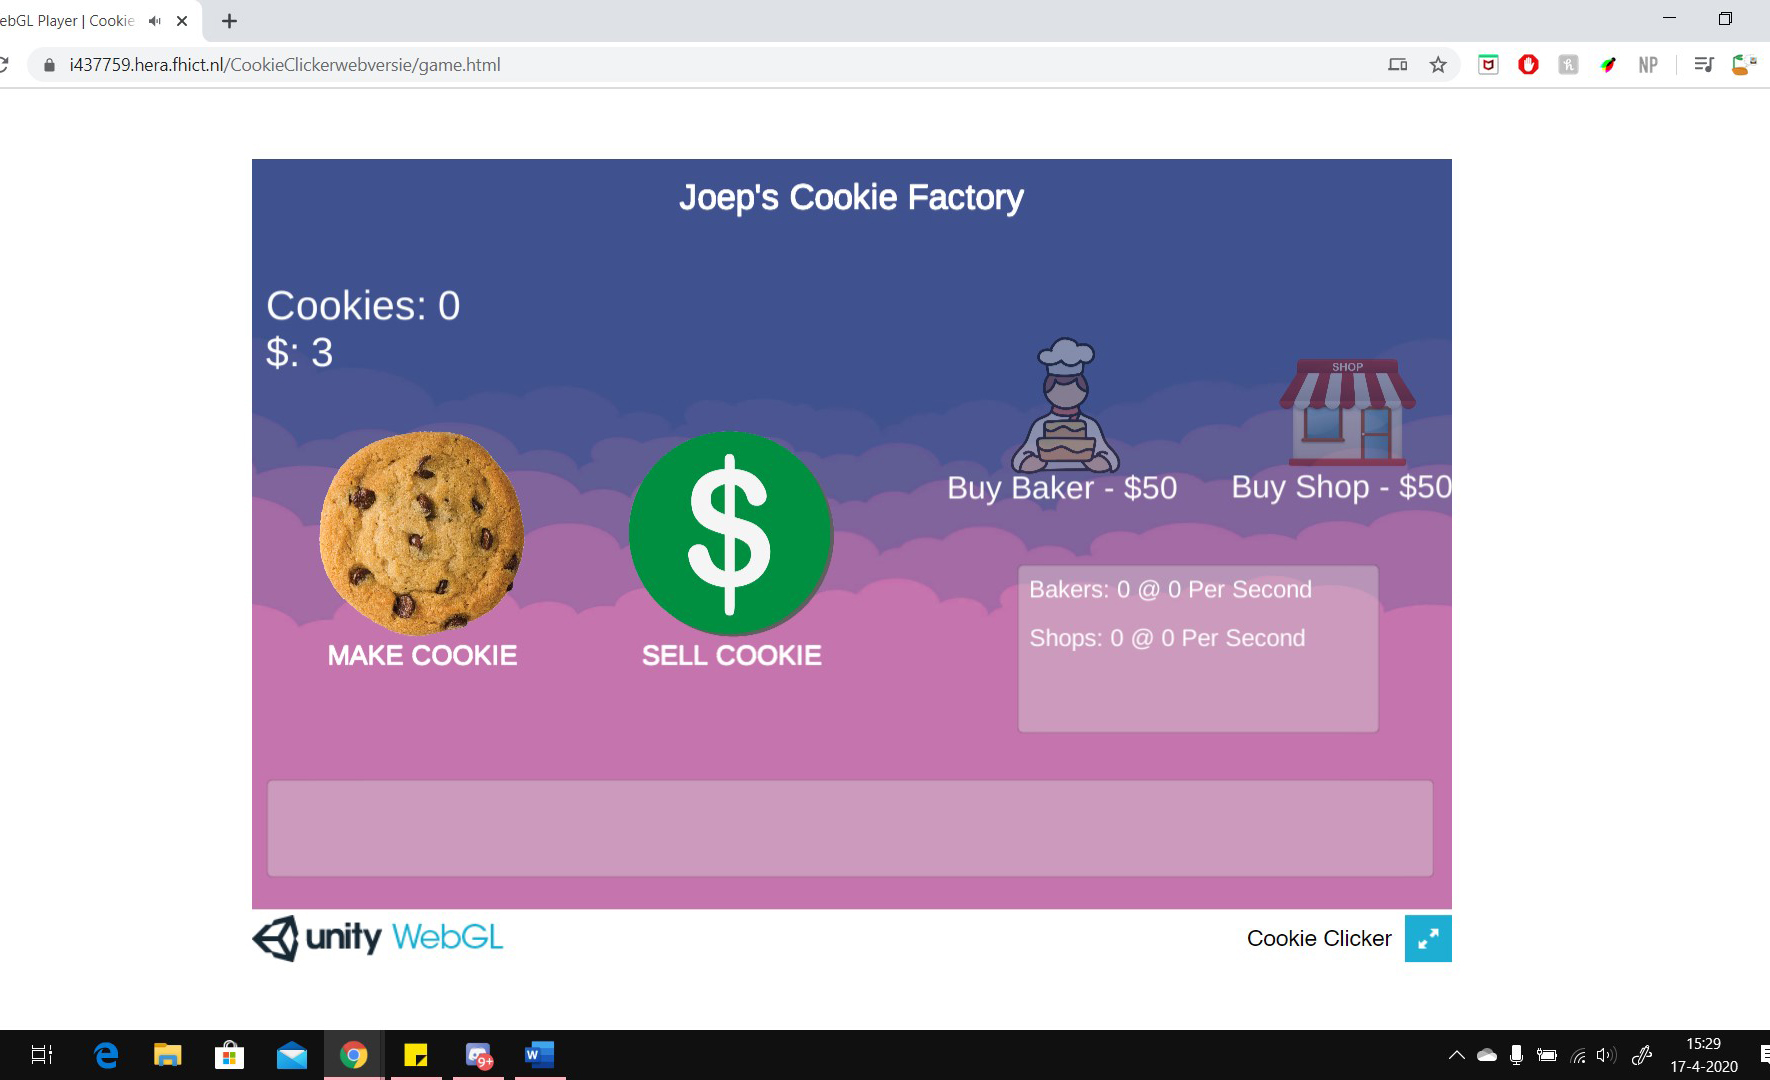 ebGL Player | Cookie
i437759.hera.fhict.nl/CookieClickerwebversie/game.html
NP
Joep's Cookie Factory
Cookies: 0
$: 3
SHOP
$
Buy Baker - $50
Buy Shop - $50
MAKE COOKIE
SELL COOKIE
Bakers: 0 @ 0 Per Second
Shops: 0 @ 0 Per Second
unity WebGL
Cookie Clicker
9+
W
15:29
17-4-2020